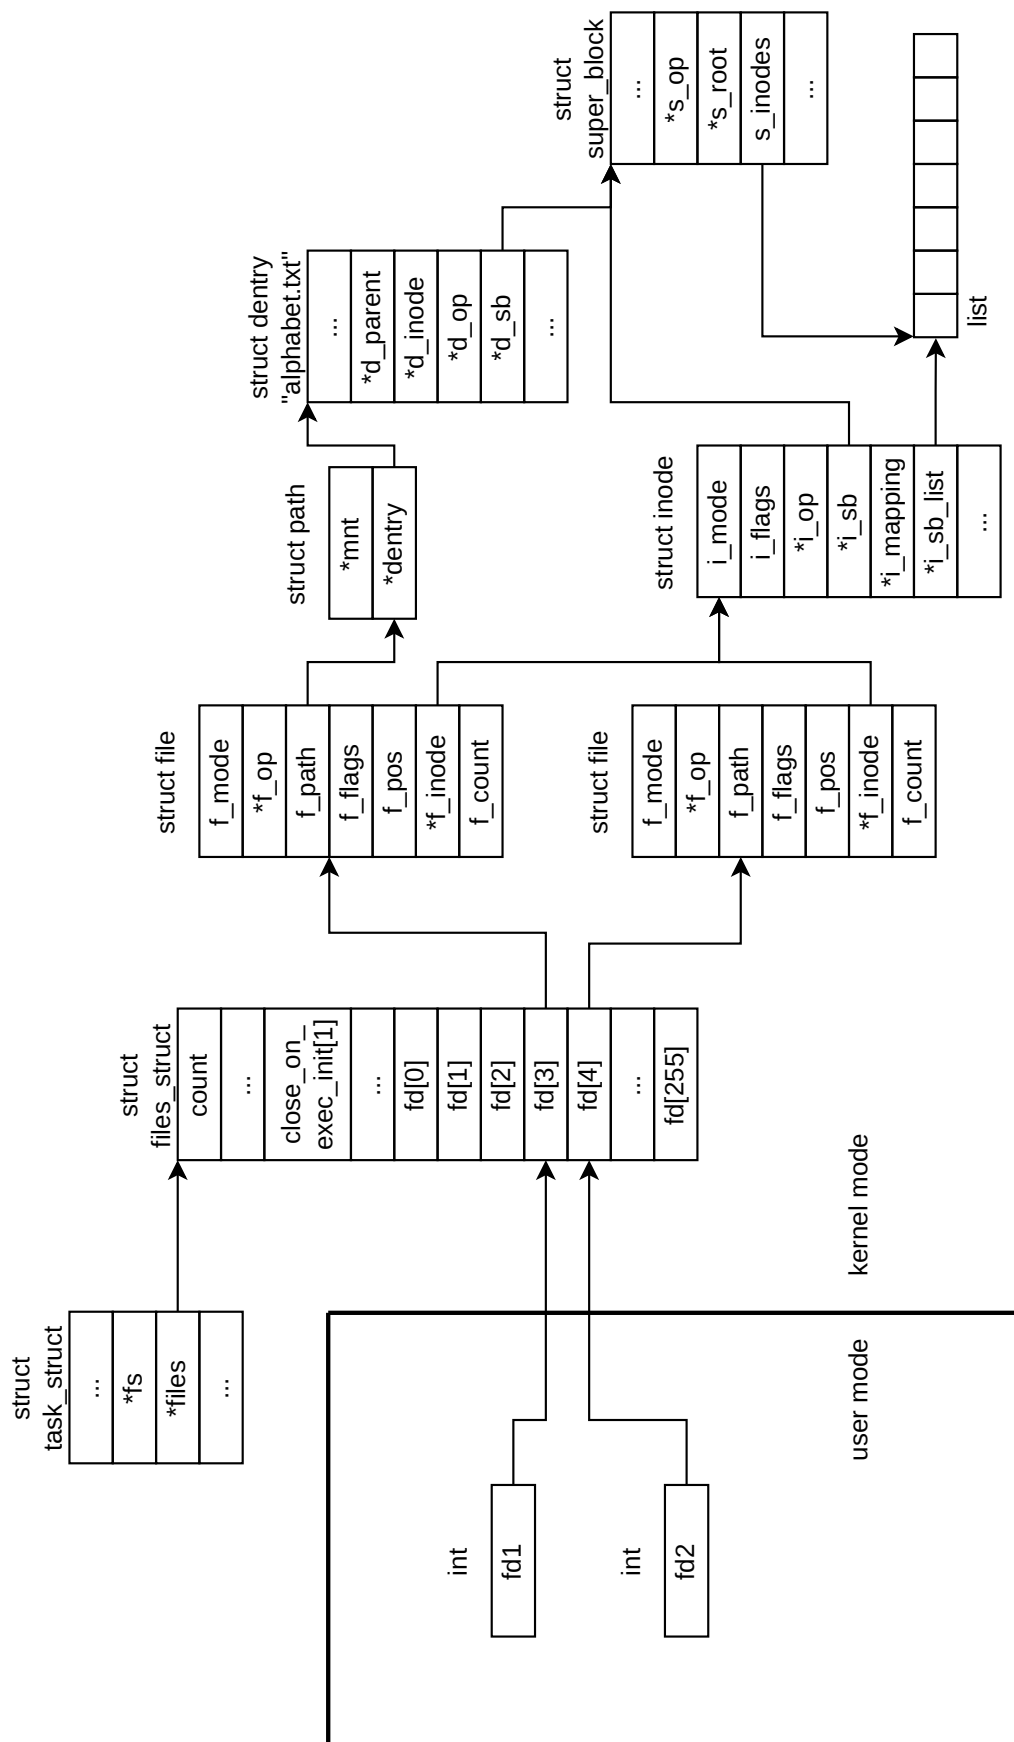 struct
task_struct
...
*fs
*files
...
int
fd1
int
fd2
user mode
kernel mode
struct
files_struct
count
...
close_on_
exec_init[1]
...
fd[0]
fd[1]
fd[2]
fd[3]
fd[4]
...
fd[255]
struct file
f_mode
*f_op
f_path
f_flags
f_pos
*f_inode
f_count
struct file
f_mode
*f_op
f_path
f_flags
f_pos
*f_inode
f_count
struct path
*mnt
*dentry
struct inode
i_mode
i_flags
*i_op
*i_sb
*i_mapping
*i_sb_list
...
struct dentry
"alphabet.txt"
...
*d_parent
*d_inode
*d_op
*d_sb
...
struct
super_block
...
*s_op
*s_root
s_inodes
...
list